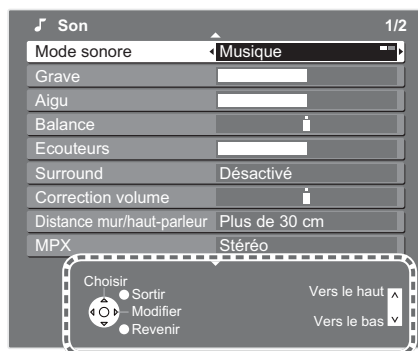 Son 1/2
Mode sonore Musique
Grave
Aigu
Balance
Ecouteurs
Surround Désactivé
Correction volume
Distance mur/haut-parleur Plus de 30 cm
MPX Stéréo
Choisir
Sortir
Modifier
Revenir
Vers le haut
Vers le bas